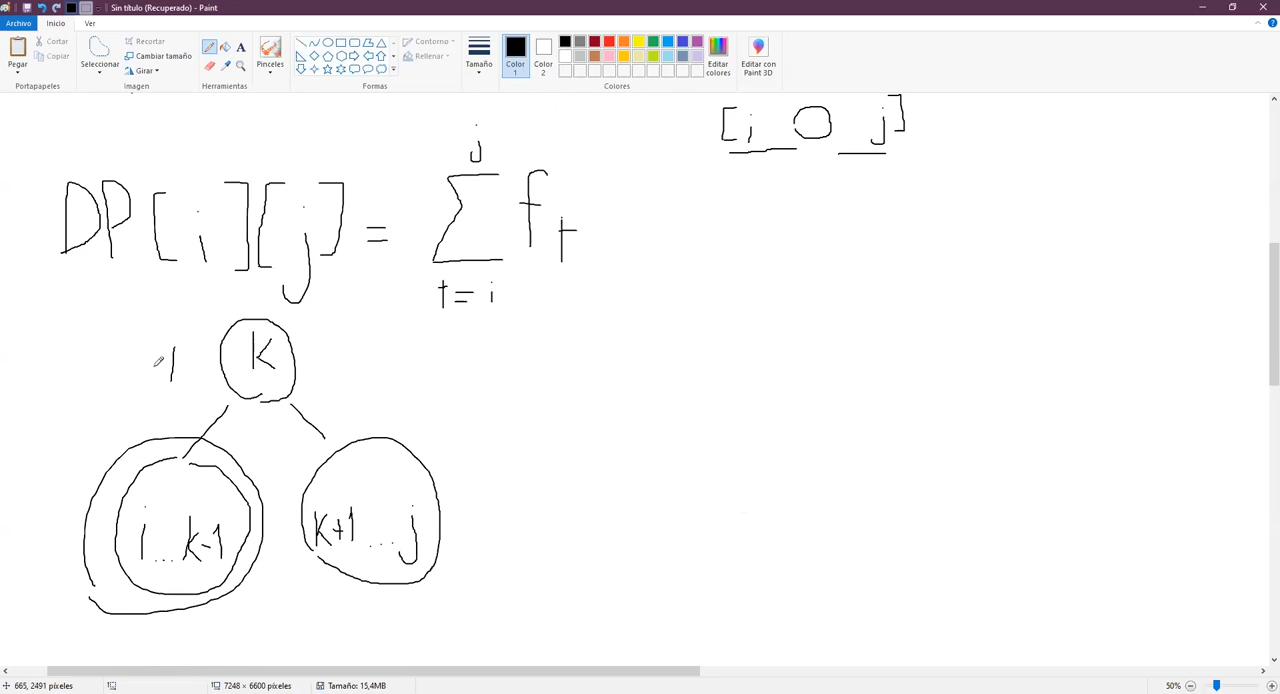 Sin título (Recuperado) - Paint
Archivo Inicio Ver
Pegar Cortar Copiar Seleccionar Recortar Cambiar tamaño Girar A Pinceles Contorno Rellenar Tamaño Color 1 Color 2 Editar colores Editar con Paint 3D
Portapapeles Imagen Herramientas Formas Colores
[i O j]
DP[i][j] = ∑ f t
j
t = i
1 K
i...k-1 K+1...j
665, 2491 píxeles 7248 × 6600 píxeles Tamaño: 15,4MB 50%